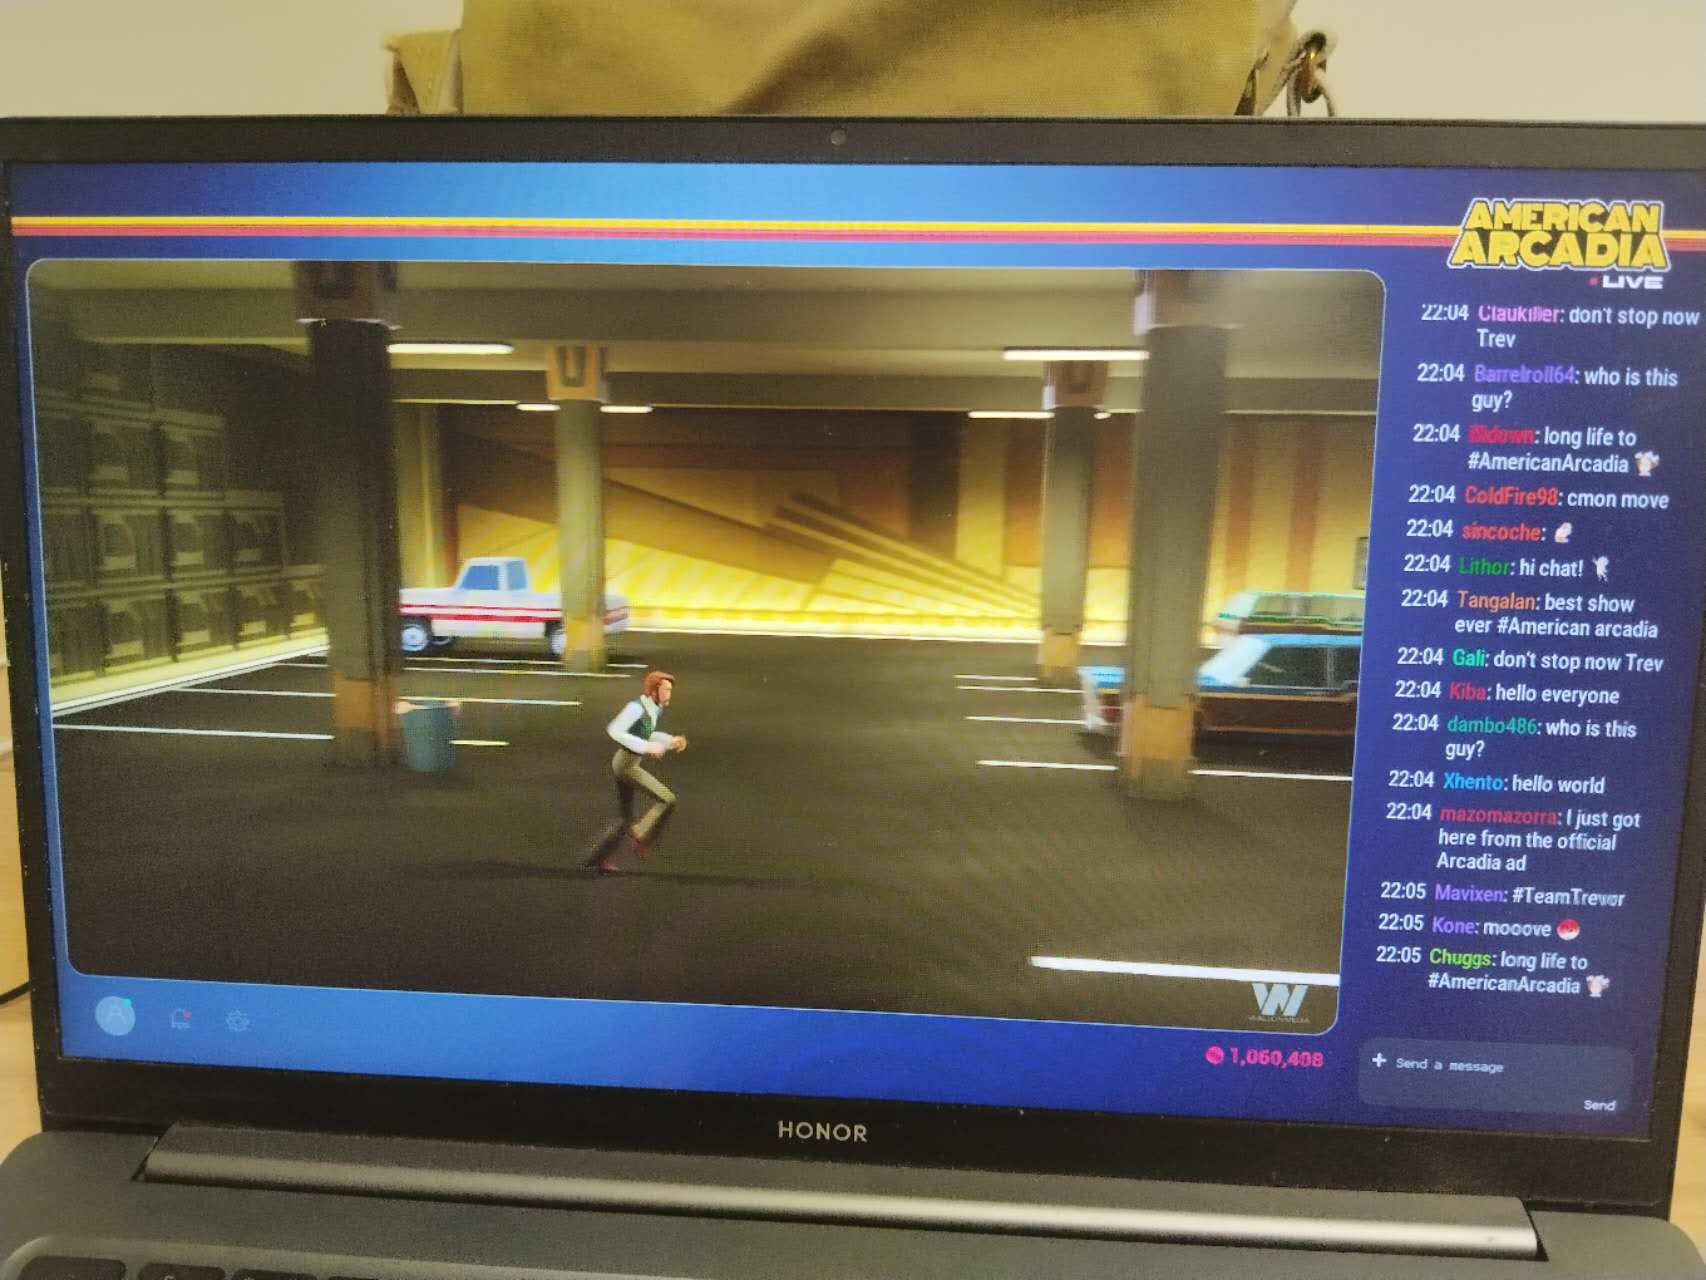 AMERICAN
ARCADIA
LIVE
22:04 Claukiller: don't stop now
Trev
22:04 Barrelroll64: who is this
guy?
22:04 long life to
#AmericanArcadia
22:04 ColdFire98: cmon move
22:04 sincoche:
22:04 Lithor: hi chat!
22:04 Tangalan: best show
ever #American arcadia
22:04 Gali: don't stop now Trev
22:04 Kiba: hello everyone
22:04 dambo486: who is this
guy?
22:04 Xhento: hello world
22:04 mazomazorra: I just got
here from the official
Arcadia ad
22:05 Mavixen: #TeamTrevor
22:05 Kone: mooove
22:05 Chuggs: long life to
#AmericanArcadia
W
1,060,408
+ Send a message
Send
HONOR